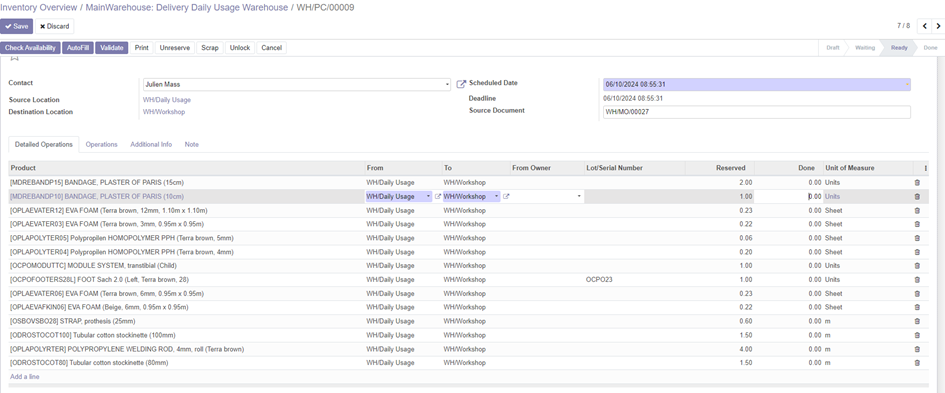 Inventory Overview / MainWarehouse: Delivery Daily Usage Warehouse / WH/PC/00009
Save Discard 7 / 8
Check Availability AutoFill Validate Print Unreserve Scrap Unlock Cancel Draft Waiting Ready Done
Contact Julien Mass Scheduled Date 06/10/2024 08:55:31
Source Location WH/Daily Usage Deadline 06/10/2024 08:55:31
Destination Location WH/Workshop Source Document WH/MO/00027
Detailed Operations Operations Additional Info Note
Product From To From Owner Lot/Serial Number Reserved Done Unit of Measure
[MDREBANDP15] BANDAGE, PLASTER OF PARIS (15cm) WH/Daily Usage WH/Workshop 2.00 0.00 Units
[MDREBANDP10] BANDAGE, PLASTER OF PARIS (10cm) WH/Daily Usage WH/Workshop 1.00 0.00 Units
[OPLAEVATER12] EVA FOAM (Terra brown, 12mm, 1.10m x 1.10m) WH/Daily Usage WH/Workshop 0.23 0.00 Sheet
[OPLAEVATER03] EVA FOAM (Terra brown, 3mm, 0.95m x 0.95m) WH/Daily Usage WH/Workshop 0.22 0.00 Sheet
[OPLAPOLYTER05] Polypropilen HOMOPOLYMER PPH (Terra brown, 5mm) WH/Daily Usage WH/Workshop 0.06 0.00 Sheet
[OPLAPOLYTER04] Polypropilen HOMOPOLYMER PPH (Terra brown, 4mm) WH/Daily Usage WH/Workshop 0.20 0.00 Sheet
[OCPOMODUTTC] MODULE SYSTEM, transtibial (Child) WH/Daily Usage WH/Workshop 1.00 0.00 Units
[OCPOFOOTERS28L] FOOT Sach 2.0 (Left, Terra brown, 28) WH/Daily Usage WH/Workshop OCPO23 1.00 0.00 Units
[OPLAEVATER06] EVA FOAM (Terra brown, 6mm, 0.95m x 0.95m) WH/Daily Usage WH/Workshop 0.23 0.00 Sheet
[OPLAEVAFKIN06] EVA FOAM (Beige, 6mm, 0.95m x 0.95m) WH/Daily Usage WH/Workshop 0.22 0.00 Sheet
[OSBOVSBO28] STRAP, prothesis (25mm) WH/Daily Usage WH/Workshop 0.60 0.00 m
[ODROSTOCOT100] Tubular cotton stockinette (100mm) WH/Daily Usage WH/Workshop 1.50 0.00 m
[OPLAPOLYRTER] POLYPROPYLENE WELDING ROD, 4mm, roll (Terra brown) WH/Daily Usage WH/Workshop 4.00 0.00 m
[ODROSTOCOT80] Tubular cotton stockinette (80mm) WH/Daily Usage WH/Workshop 1.50 0.00 m
Add a line